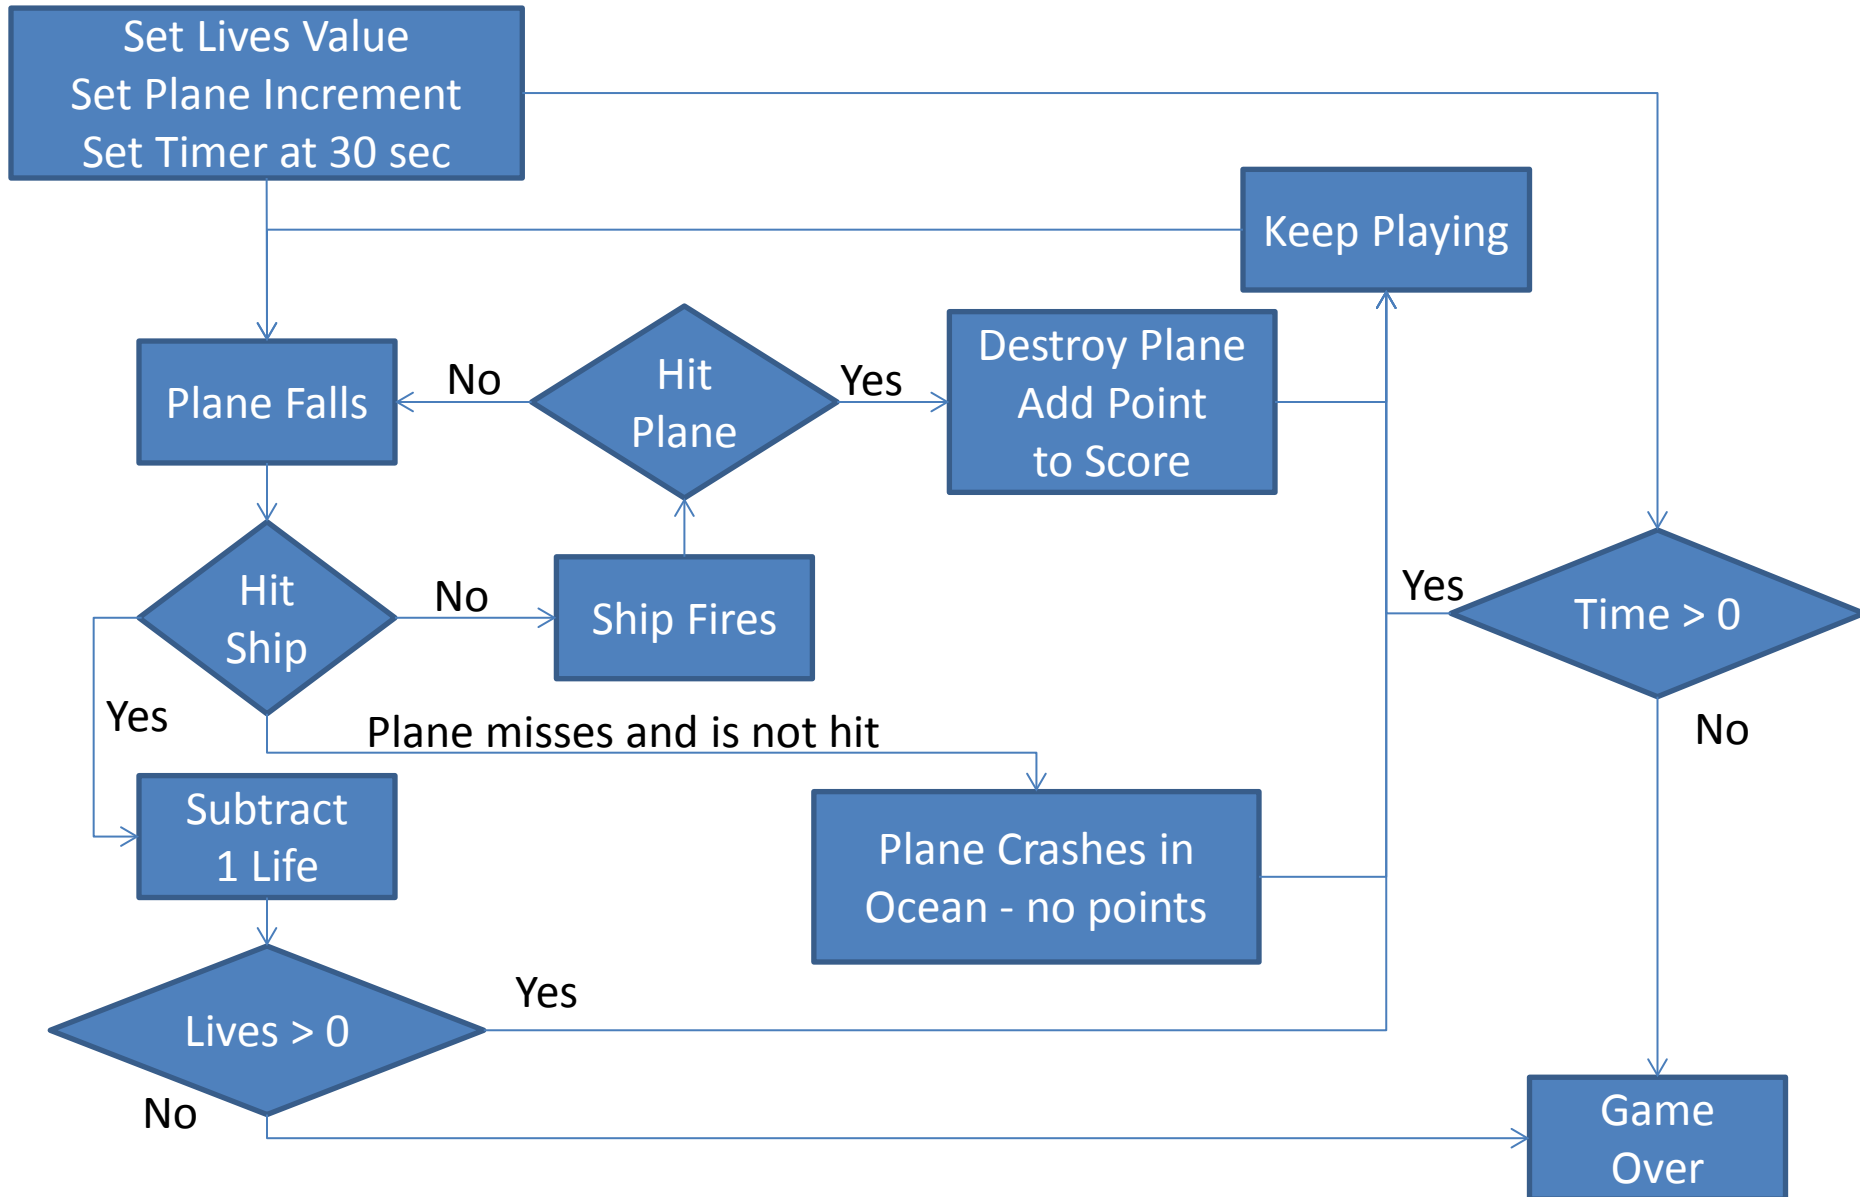 Set Lives Value
Set Plane Increment
Set Timer at 30 sec
Keep Playing
Plane Falls
No
Hit
Plane
Yes
Destroy Plane
Add Point
to Score
Hit
Ship
No
Ship Fires
Yes
Time > 0
Yes
Plane misses and is not hit
No
Subtract
1 Life
Plane Crashes in
Ocean - no points
Lives > 0
Yes
No
Game
Over